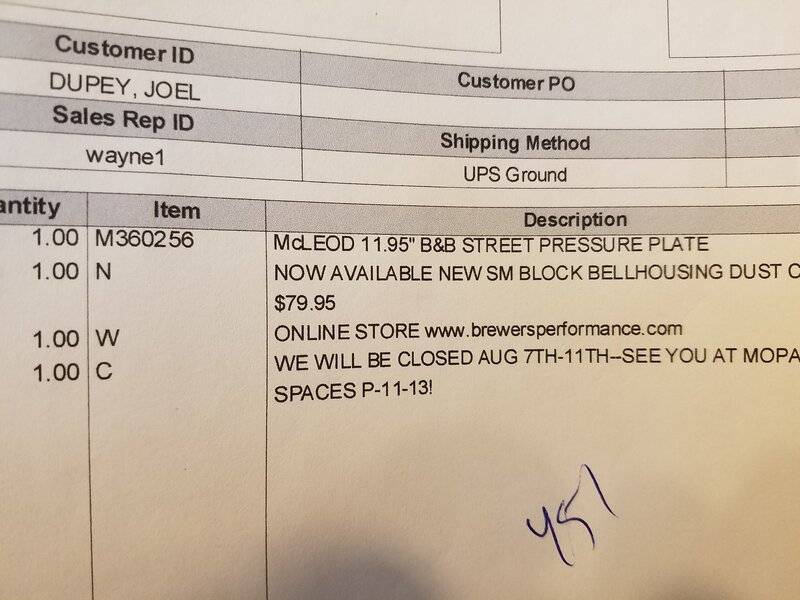 Customer ID
DUPEY, JOEL
Customer PO
Sales Rep ID
wayne1
Shipping Method
UPS Ground
antity Item Description
1.00 M360256 McLEOD 11.95" B&B STREET PRESSURE PLATE
1.00 N NOW AVAILABLE NEW SM BLOCK BELLHOUSING DUST C
$79.95
1.00 W ONLINE STORE www.brewersperformance.com
1.00 C WE WILL BE CLOSED AUG 7TH-11TH--SEE YOU AT MOPA
SPACES P-11-13!